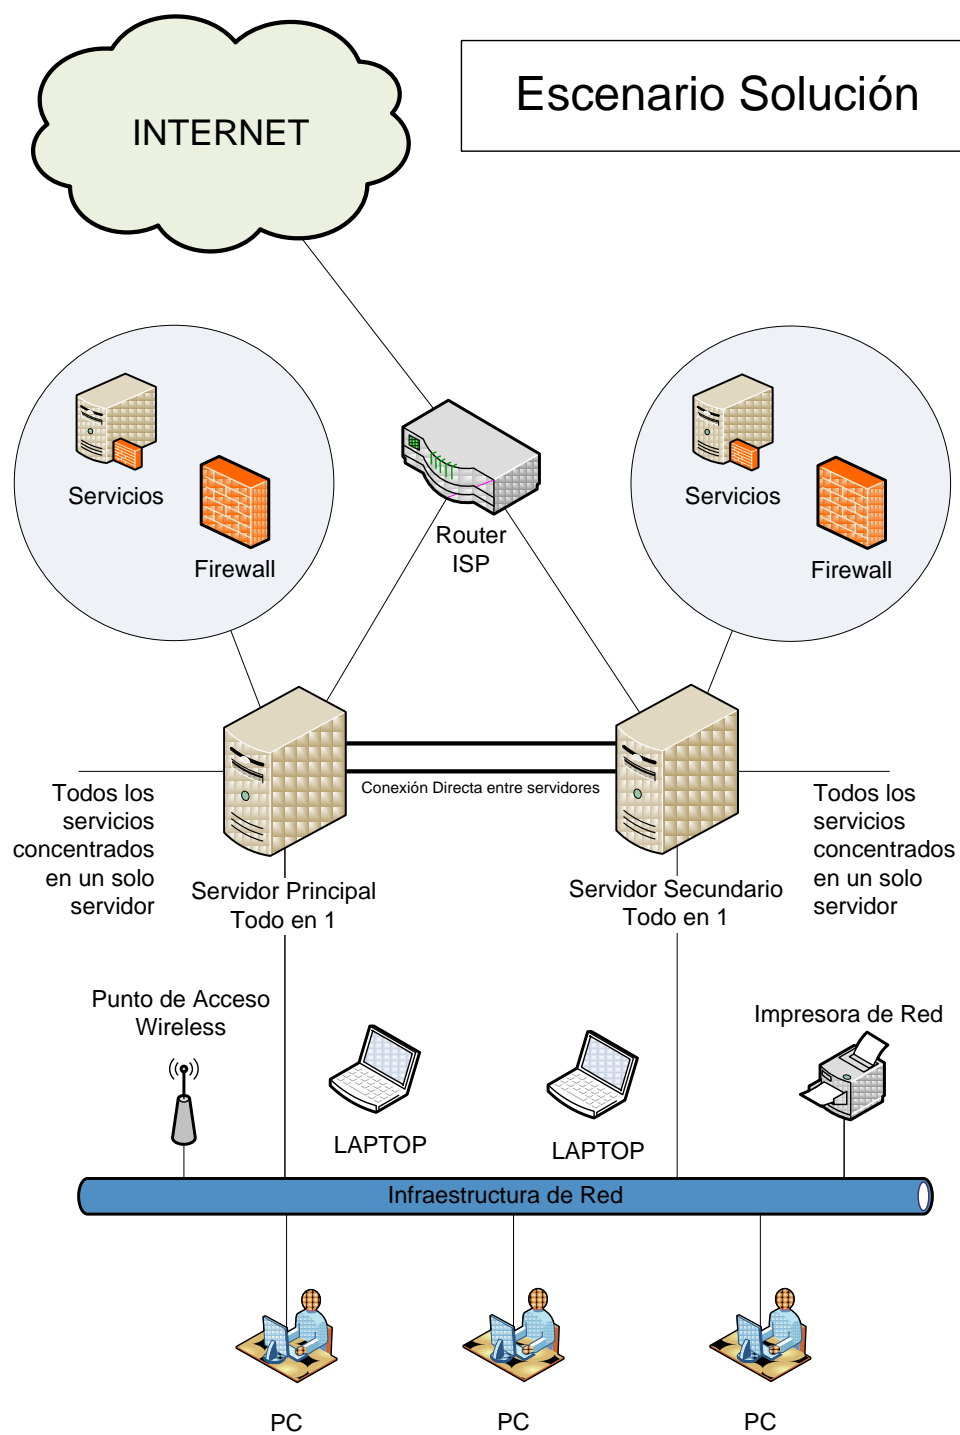 INTERNET
Escenario Solución
Servicios
Firewall
Router
ISP
Servicios
Firewall
Conexión Directa entre servidores
Todos los
servicios
concentrados
en un solo
servidor
Servidor Principal
Todo en 1
Servidor Secundario
Todo en 1
Todos los
servicios
concentrados
en un solo
servidor
Punto de Acceso
Wireless
Impresora de Red
LAPTOP
LAPTOP
Infraestructura de Red
PC
PC
PC